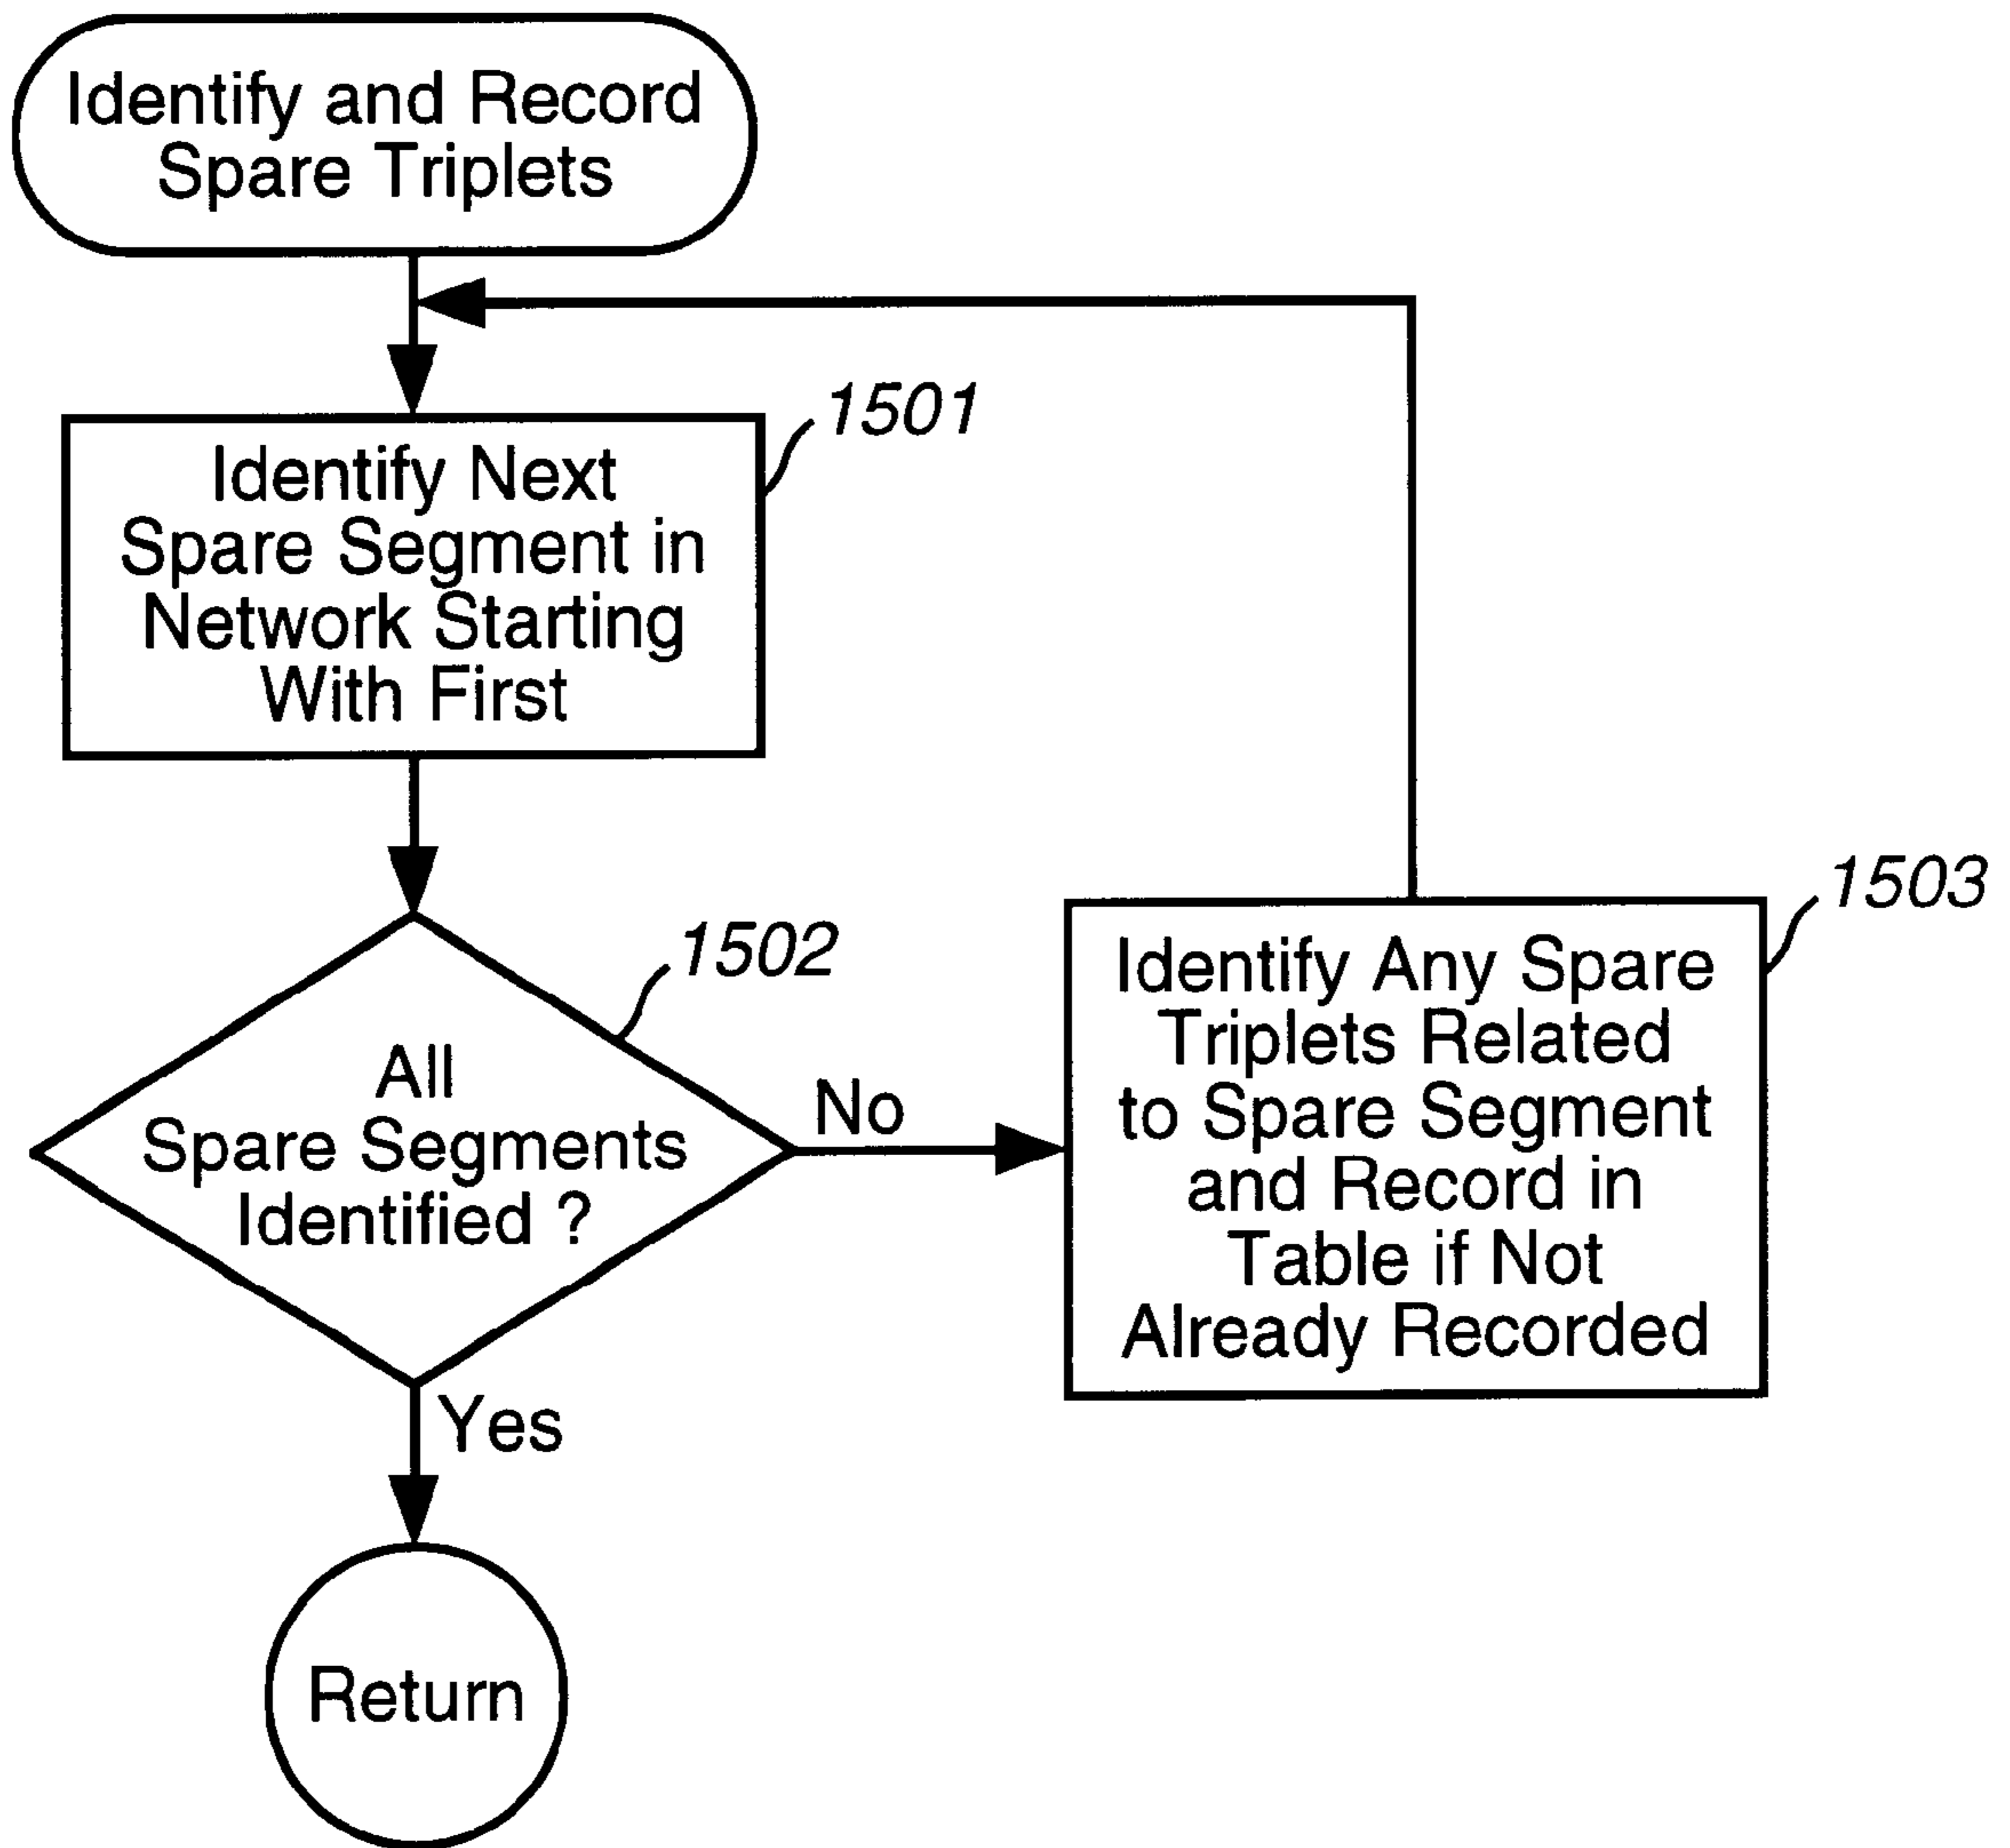 Identify and Record
Spare Triplets
1501
Identify Next
Spare Segment in
Network Starting
With First
1502
All
Spare Segments
Identified ?
No
Yes
1503
Identify Any Spare
Triplets Related
to Spare Segment
and Record in
Table if Not
Already Recorded
Return